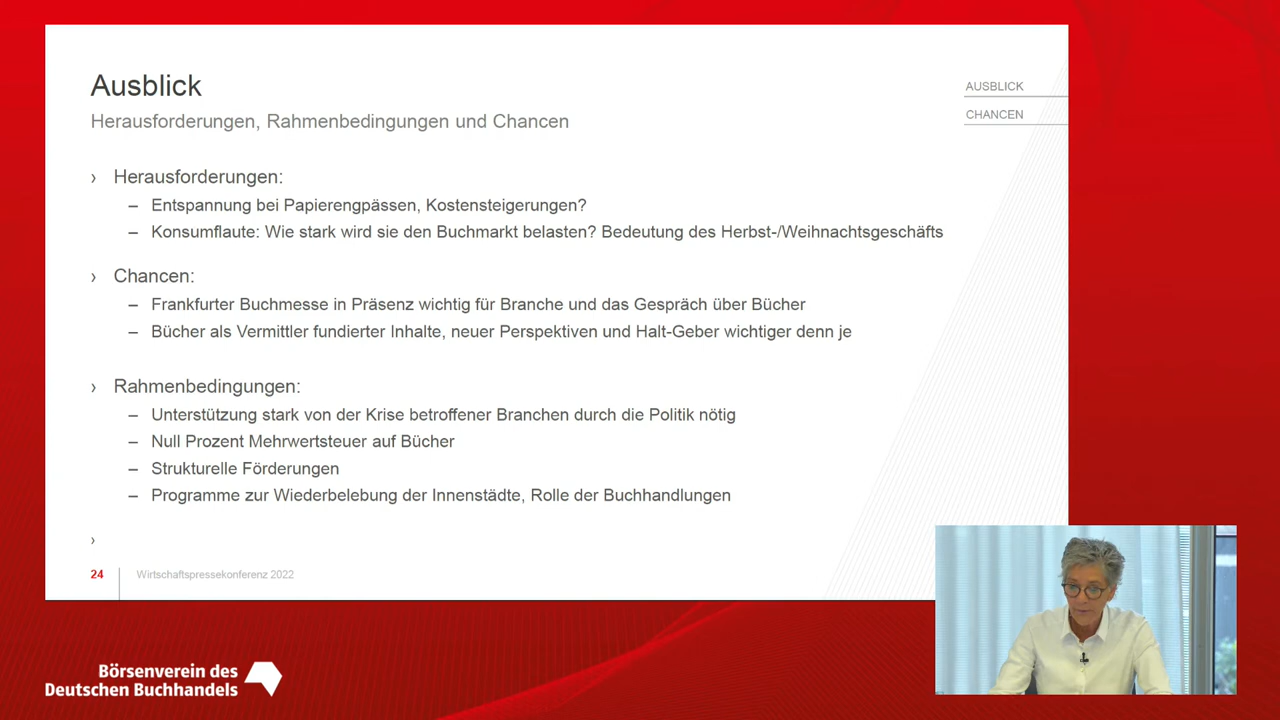 Ausblick
Herausforderungen, Rahmenbedingungen und Chancen
AUSBLICK
CHANCEN
› Herausforderungen:
– Entspannung bei Papierengpässen, Kostensteigerungen?
– Konsumflaute: Wie stark wird sie den Buchmarkt belasten? Bedeutung des Herbst-/Weihnachtsgeschäfts
› Chancen:
– Frankfurter Buchmesse in Präsenz wichtig für Branche und das Gespräch über Bücher
– Bücher als Vermittler fundierter Inhalte, neuer Perspektiven und Halt-Geber wichtiger denn je
› Rahmenbedingungen:
– Unterstützung stark von der Krise betroffener Branchen durch die Politik nötig
– Null Prozent Mehrwertsteuer auf Bücher
– Strukturelle Förderungen
– Programme zur Wiederbelebung der Innenstädte, Rolle der Buchhandlungen
›
24 Wirtschaftspressekonferenz 2022
Börsenverein des
Deutschen Buchhandels